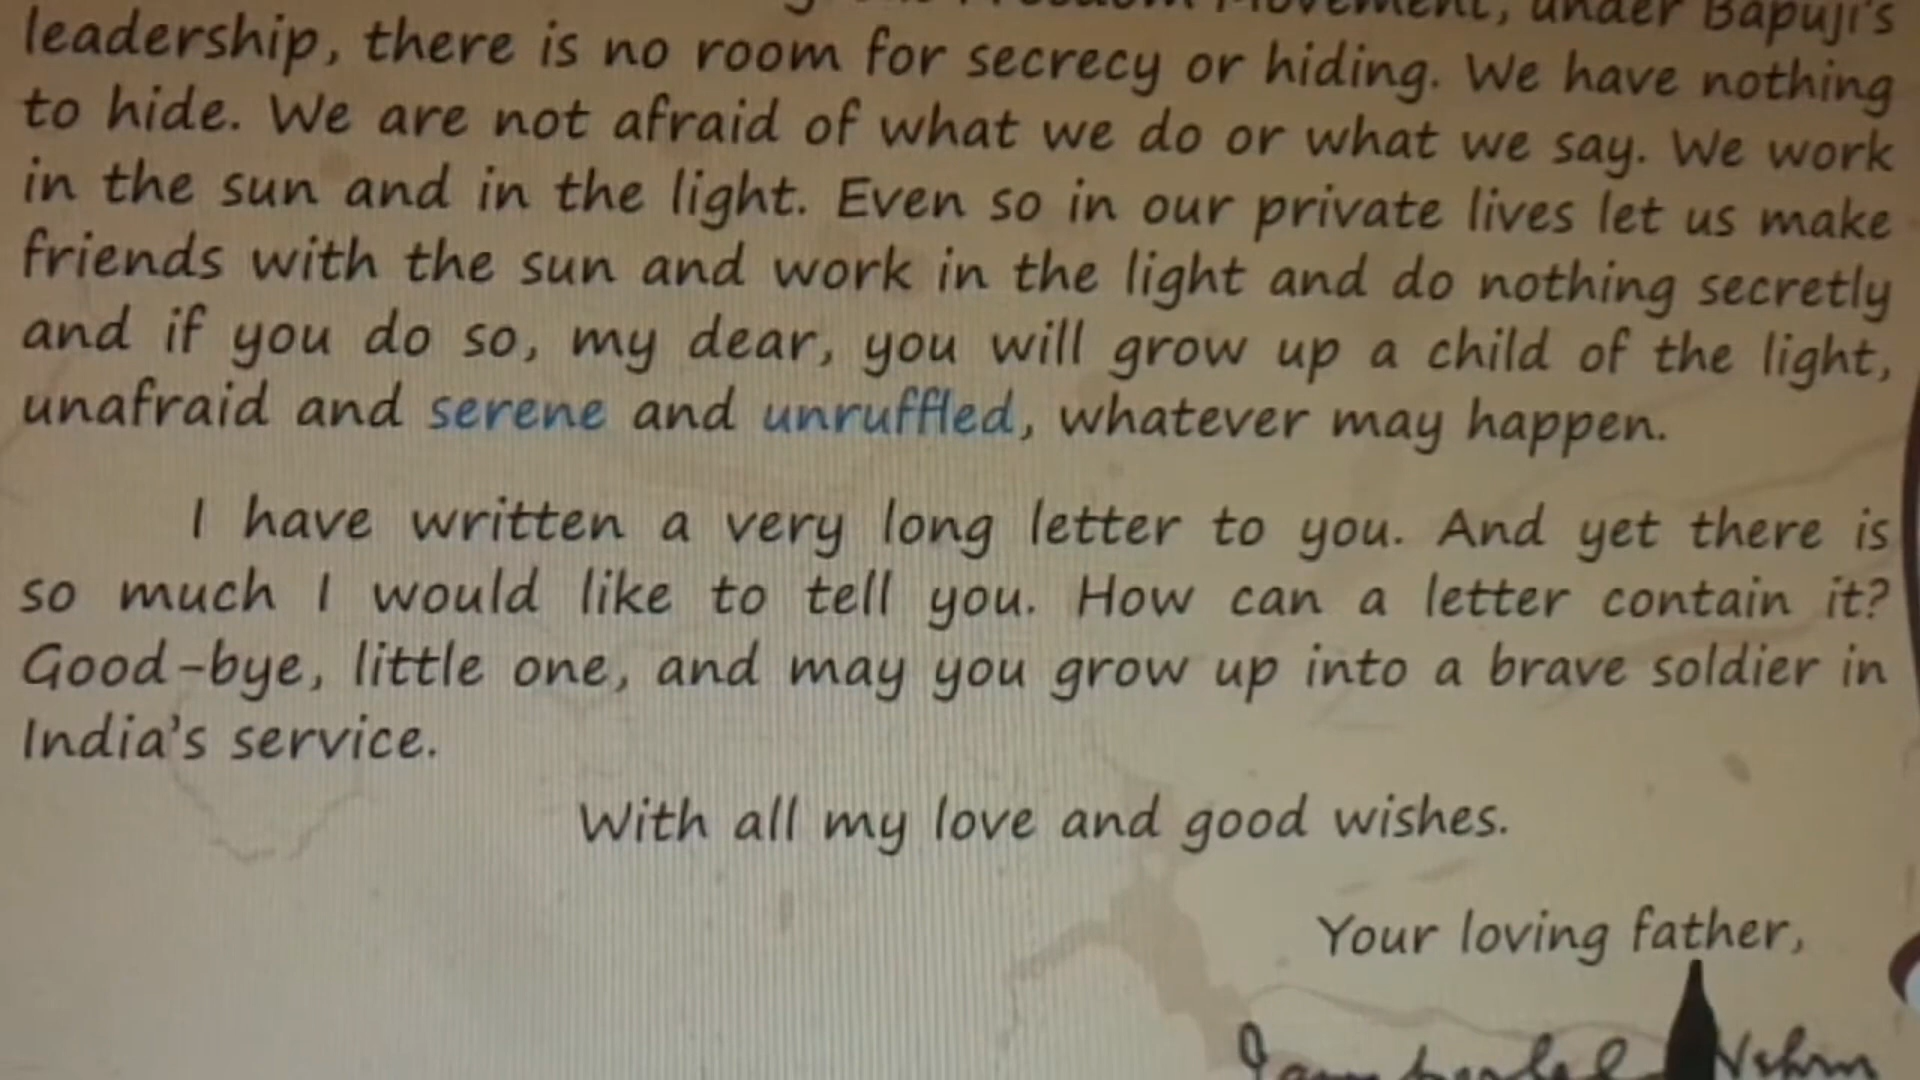 Freedom Movement, under Bapuji's
leadership, there is no room for secrecy or hiding. We have nothing
to hide. We are not afraid of what we do or what we say. We work
in the sun and in the light. Even so in our private lives let us make
friends with the sun and work in the light and do nothing secretly
and if you do so, my dear, you will grow up a child of the light,
unafraid and serene and unruffled, whatever may happen.
I have written a very long letter to you. And yet there is
so much I would like to tell you. How can a letter contain it?
Good-bye, little one, and may you grow up into a brave soldier in
India's service.
With all my love and good wishes.
Your loving father,
Jawaharlal Nehru